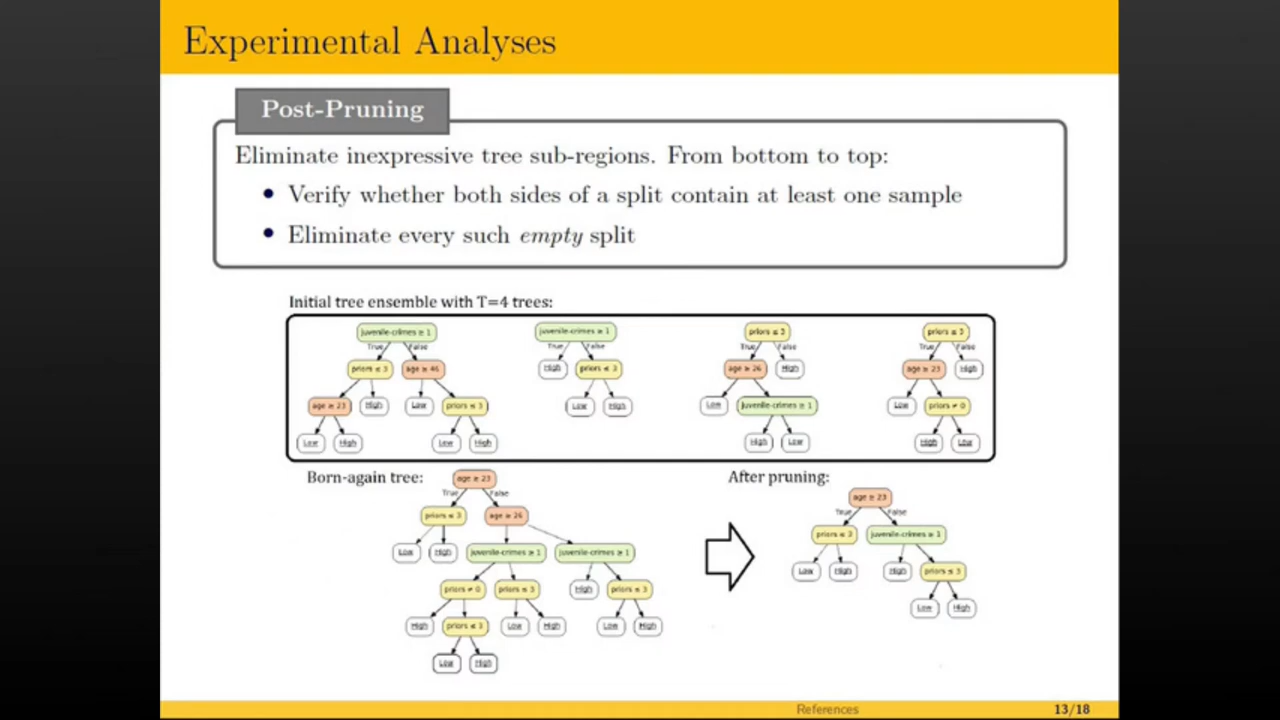 Experimental Analyses
Post-Pruning
Eliminate inexpressive tree sub-regions. From bottom to top:
• Verify whether both sides of a split contain at least one sample
• Eliminate every such empty split
Initial tree ensemble with T=4 trees:
juvenile-crimes ≥ 1 juvenile-crimes ≥ 1 priors ≤ 3 priors ≤ 3
True False True False True False True False
priors ≤ 3 age ≥ 46 High priors ≤ 3 age ≥ 26 High age ≥ 23 High
age ≥ 23 High Low priors ≤ 3 Low High Low juvenile-crimes ≥ 1 Low priors ≠ 0
Low High Low High High Low High Low
Born-again tree:
age ≥ 23
True False
priors ≤ 3 age ≥ 26
Low High juvenile-crimes ≥ 1 juvenile-crimes ≥ 1
priors ≠ 0 priors ≤ 3 High priors ≤ 3
High priors ≤ 3 Low High Low High
Low High
After pruning:
age ≥ 23
True False
priors ≤ 3 juvenile-crimes ≥ 1
Low High High priors ≤ 3
Low High
References 13/18